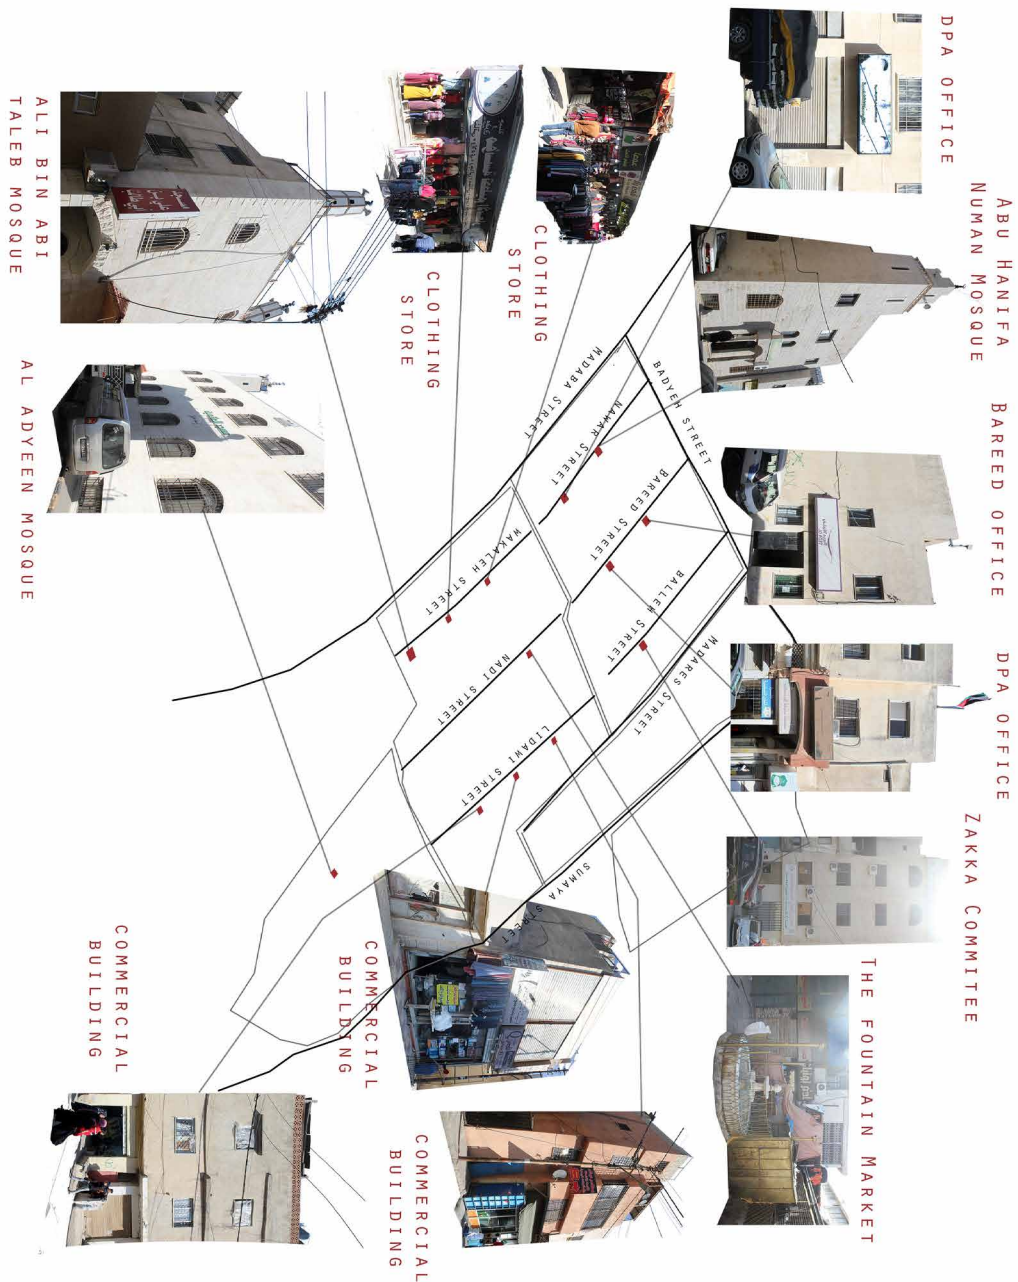 DPA OFFICE
ABU HANIFA
NUMAN MOSQUE
BAREED OFFICE
DPA OFFICE
ZAKKA COMMITEE
THE FOUNTAIN MARKET
CLOTHING
STORE
CLOTHING
STORE
ALI BIN ABI
TALEB MOSQUE
AL ADYEEN MOSQUE
COMMERCIAL
BUILDING
COMMERCIAL
BUILDING
COMMERCIAL
BUILDING
MADABA STREET
BADYEH STREET
NAWAR STREET
BAREED STREET
BALLEH STREET
MADARES STREET
WAKALEH STREET
NADI STREET
LIDAWI STREET
SUMAYA STREET